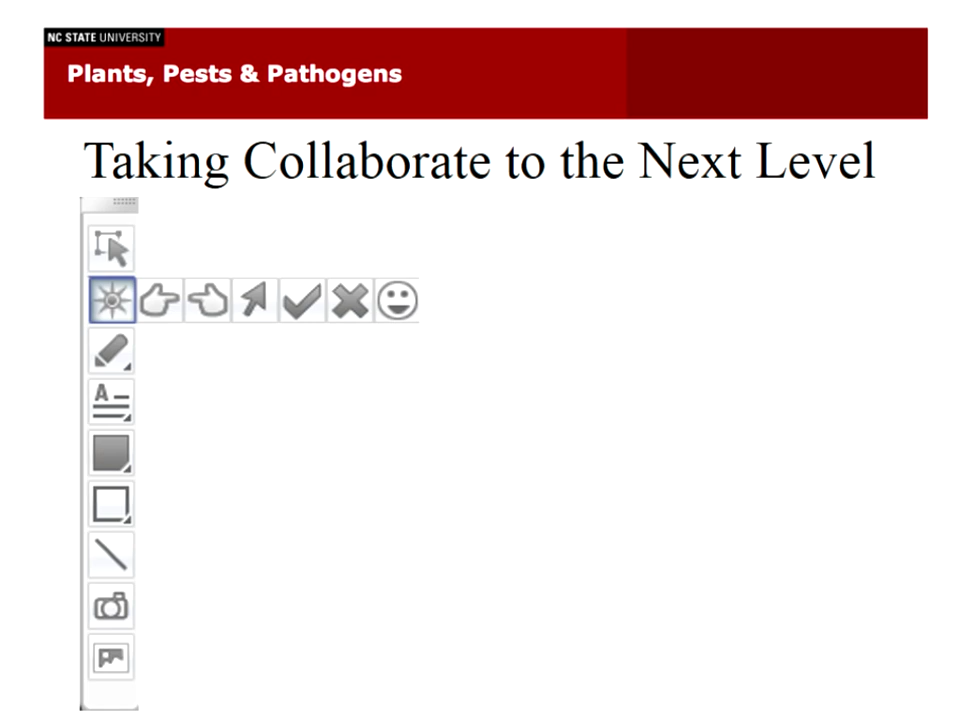 NC STATE UNIVERSITY
Plants, Pests & Pathogens
Taking Collaborate to the Next Level
A